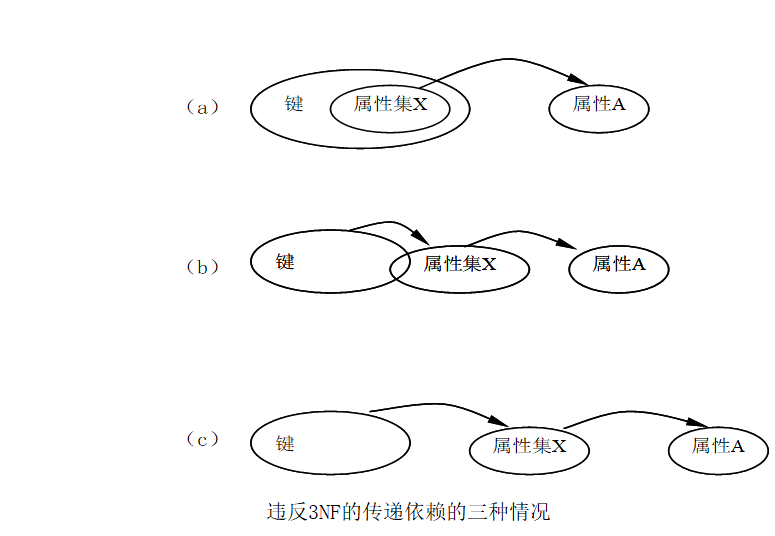 （a） 键 属性集X 属性A
（b） 键 属性集X 属性A
（c） 键 属性集X 属性A
违反3NF的传递依赖的三种情况